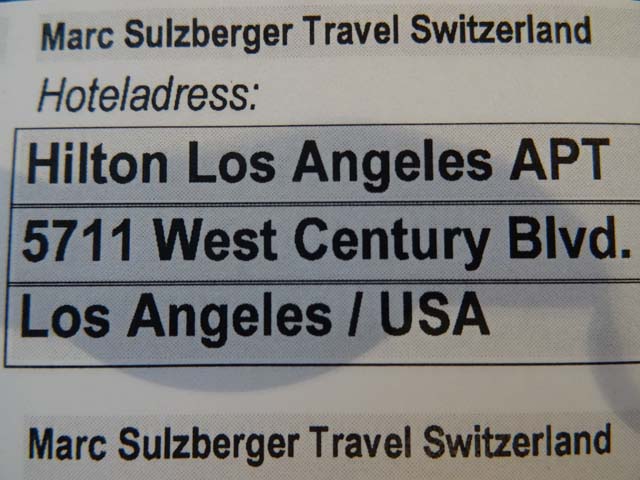 Marc Sulzberger Travel Switzerland
Hoteladress:
Hilton Los Angeles APT
5711 West Century Blvd.
Los Angeles / USA
Marc Sulzberger Travel Switzerland